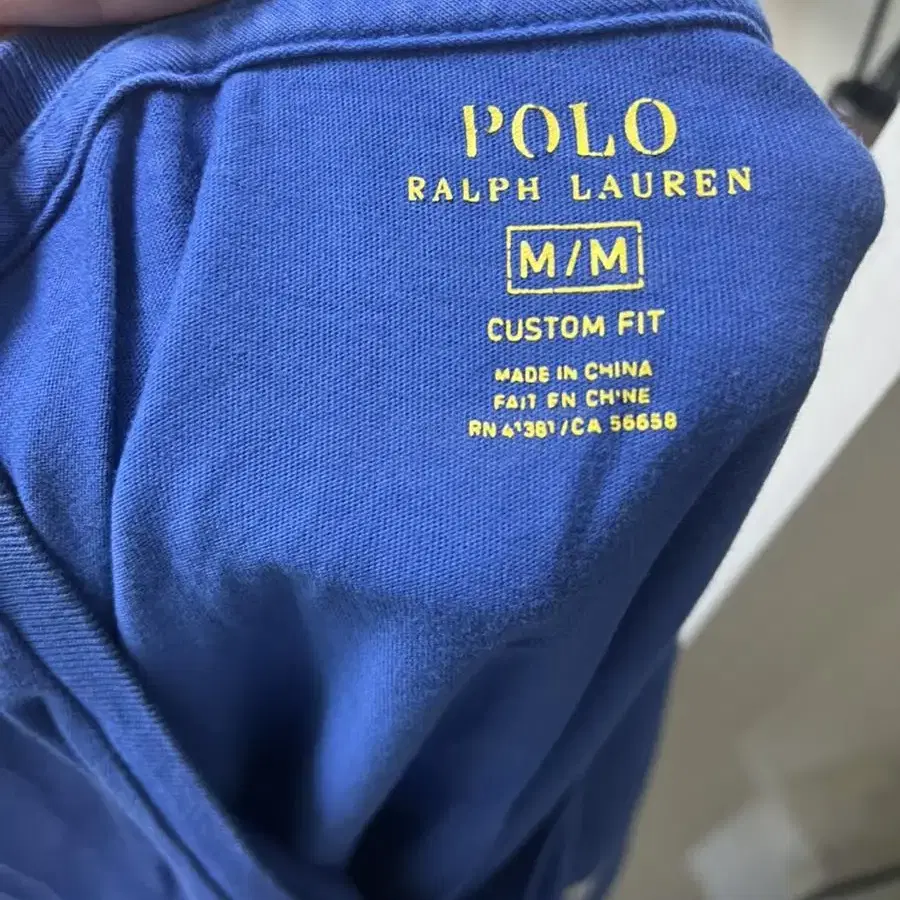 POLO
RALPH LAUREN
M/M
CUSTOM FIT
MADE IN CHINA
FAIT EN CHINE
RN 41381/CA 56658